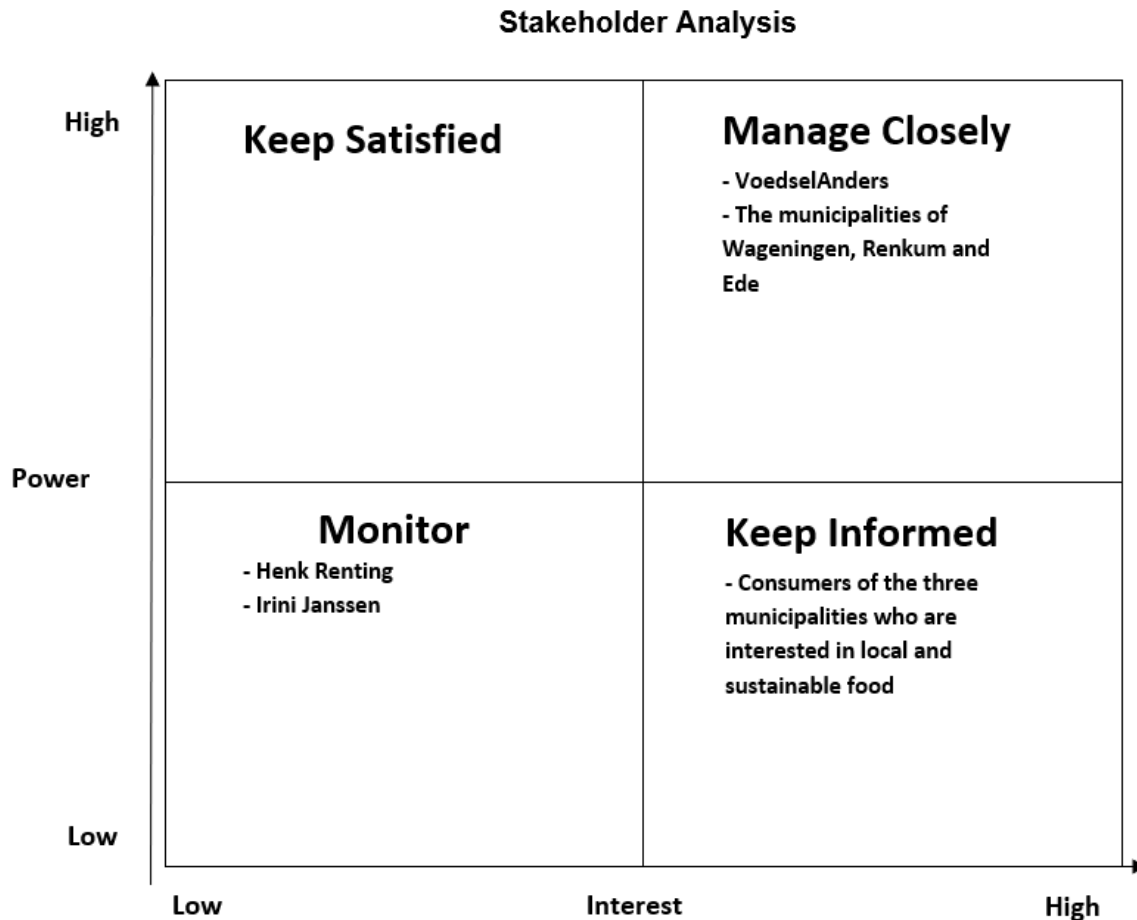 Stakeholder Analysis
High
Keep Satisfied
Manage Closely
- VoedselAnders
- The municipalities of
Wageningen, Renkum and
Ede
Power
Monitor
- Henk Renting
- Irini Janssen
Keep Informed
- Consumers of the three
municipalities who are
interested in local and
sustainable food
Low
Low
Interest
High